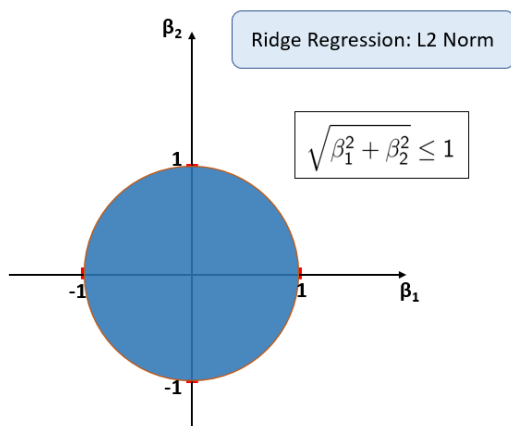 β₂
Ridge Regression: L2 Norm
√(β₁² + β₂²) ≤ 1
1
-1
1
β₁
-1